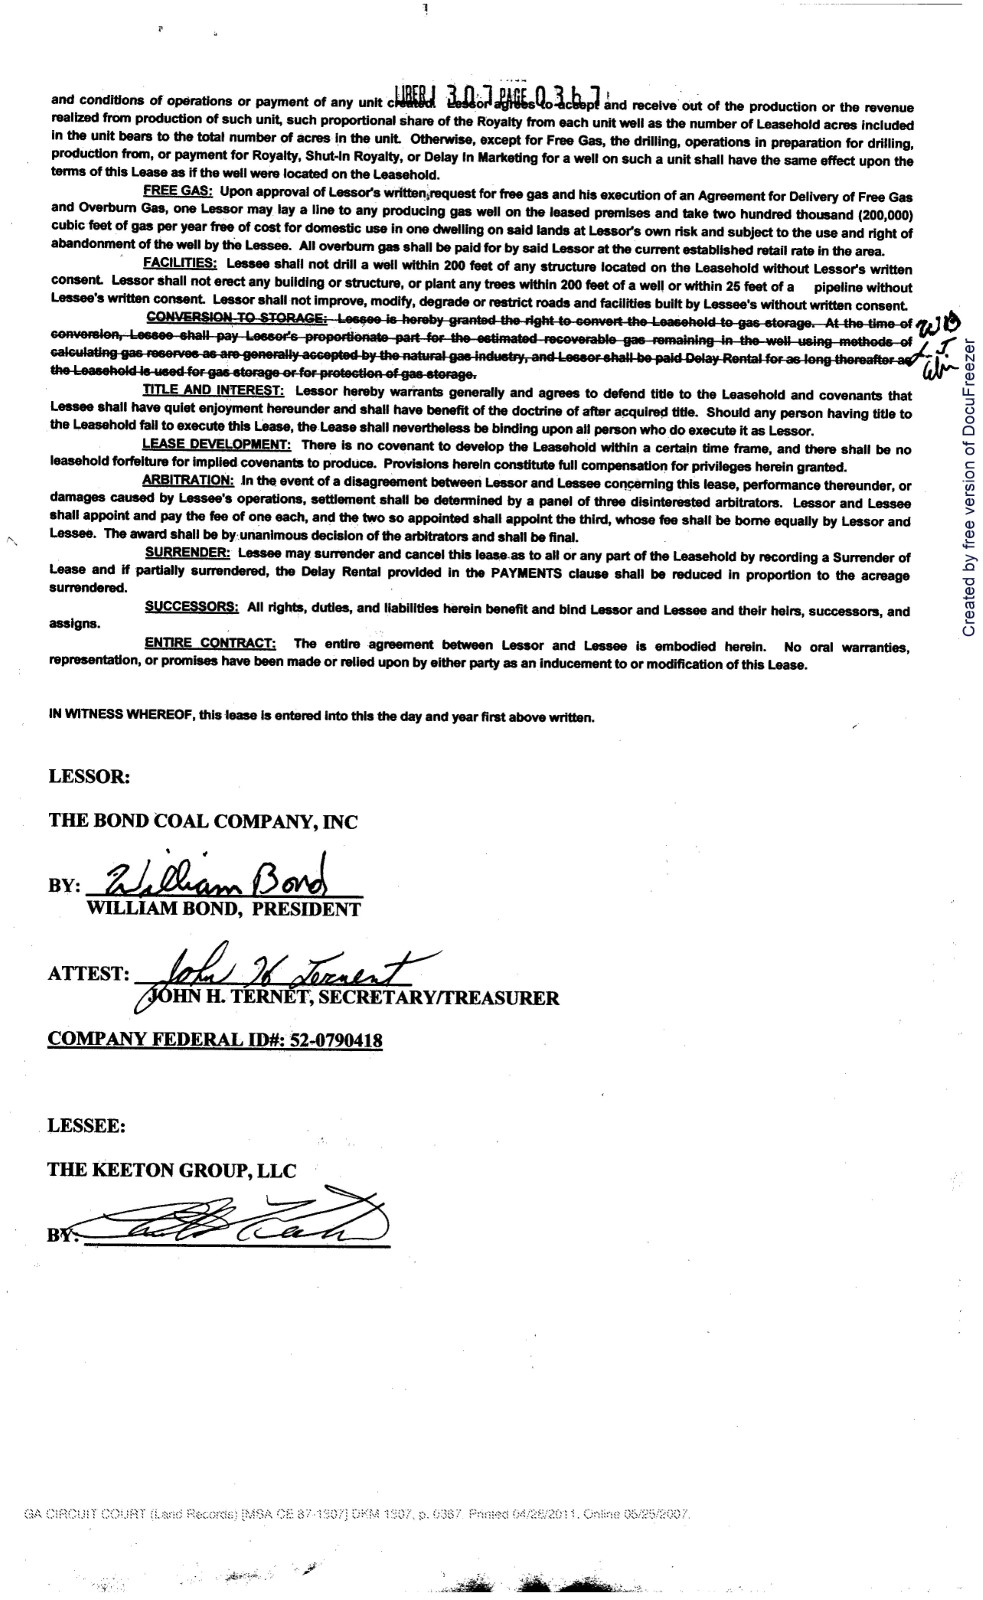 LIBER 1 3 0 7 PAGE 0 3 6 7
and conditions of operations or payment of any unit created. Lessor agrees to accept and receive out of the production or the revenue
realized from production of such unit, such proportional share of the Royalty from each unit well as the number of Leasehold acres included
in the unit bears to the total number of acres in the unit. Otherwise, except for Free Gas, the drilling, operations in preparation for drilling,
production from, or payment for Royalty, Shut-In Royalty, or Delay In Marketing for a well on such a unit shall have the same effect upon the
terms of this Lease as if the well were located on the Leasehold.
FREE GAS: Upon approval of Lessor's written request for free gas and his execution of an Agreement for Delivery of Free Gas
and Overburn Gas, one Lessor may lay a line to any producing gas well on the leased premises and take two hundred thousand (200,000)
cubic feet of gas per year free of cost for domestic use in one dwelling on said lands at Lessor's own risk and subject to the use and right of
abandonment of the well by the Lessee. All overburn gas shall be paid for by said Lessor at the current established retail rate in the area.
FACILITIES: Lessee shall not drill a well within 200 feet of any structure located on the Leasehold without Lessor's written
consent. Lessor shall not erect any building or structure, or plant any trees within 200 feet of a well or within 25 feet of a pipeline without
Lessee's written consent. Lessor shall not improve, modify, degrade or restrict roads and facilities built by Lessee's without written consent.
CONVERSION TO STORAGE: Lessee is hereby granted the right to convert the Leasehold to gas storage. At the time of
conversion, Lessee shall pay Lessor's proportionate part for the estimated recoverable gas remaining in the well using methods of
calculating gas reserves as are generally accepted by the natural gas industry, and Lessor shall be paid Delay Rental for as long thereafter as
the Leasehold is used for gas storage or for protection of gas storage.
WB
TITLE AND INTEREST: Lessor hereby warrants generally and agrees to defend title to the Leasehold and covenants that
Lessee shall have quiet enjoyment hereunder and shall have benefit of the doctrine of after acquired title. Should any person having title to
the Leasehold fail to execute this Lease, the Lease shall nevertheless be binding upon all person who do execute it as Lessor.
LEASE DEVELOPMENT: There is no covenant to develop the Leasehold within a certain time frame, and there shall be no
leasehold forfeiture for implied covenants to produce. Provisions herein constitute full compensation for privileges herein granted.
ARBITRATION: In the event of a disagreement between Lessor and Lessee concerning this lease, performance thereunder, or
damages caused by Lessee's operations, settlement shall be determined by a panel of three disinterested arbitrators. Lessor and Lessee
shall appoint and pay the fee of one each, and the two so appointed shall appoint the third, whose fee shall be borne equally by Lessor and
Lessee. The award shall be by unanimous decision of the arbitrators and shall be final.
SURRENDER: Lessee may surrender and cancel this lease as to all or any part of the Leasehold by recording a Surrender of
Lease and if partially surrendered, the Delay Rental provided in the PAYMENTS clause shall be reduced in proportion to the acreage
surrendered.
SUCCESSORS: All rights, duties, and liabilities herein benefit and bind Lessor and Lessee and their heirs, successors, and
assigns.
ENTIRE CONTRACT: The entire agreement between Lessor and Lessee is embodied herein. No oral warranties,
representation, or promises have been made or relied upon by either party as an inducement to or modification of this Lease.
IN WITNESS WHEREOF, this lease is entered into this the day and year first above written.
LESSOR:
THE BOND COAL COMPANY, INC
BY: William Bond
WILLIAM BOND, PRESIDENT
ATTEST: John H Ternent
JOHN H. TERNET, SECRETARY/TREASURER
COMPANY FEDERAL ID#: 52-0790418
LESSEE:
THE KEETON GROUP, LLC
BY:
GA CIRCUIT COURT (Land Records) [MSA CE 87-1307] DKM 1307, p. 0367. Printed 04/26/2011. Online 05/25/2007.
Created by free version of DocuFreezer